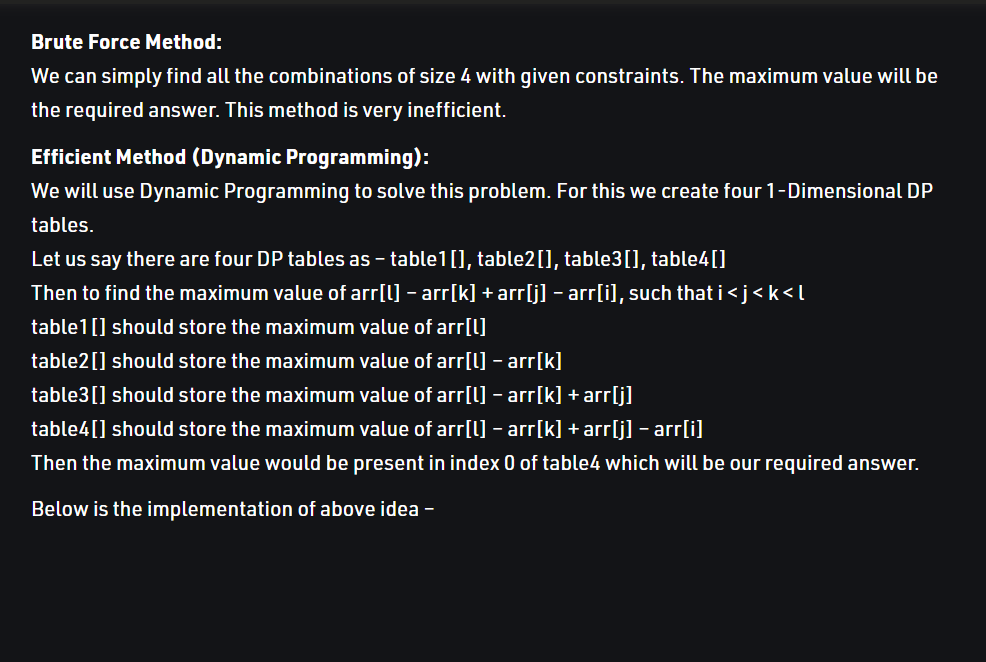 Brute Force Method:
We can simply find all the combinations of size 4 with given constraints. The maximum value will be
the required answer. This method is very inefficient.
Efficient Method (Dynamic Programming):
We will use Dynamic Programming to solve this problem. For this we create four 1-Dimensional DP
tables.
Let us say there are four DP tables as – table1[], table2[], table3[], table4[]
Then to find the maximum value of arr[l] – arr[k] + arr[j] – arr[i], such that i < j < k < l
table1[] should store the maximum value of arr[l]
table2[] should store the maximum value of arr[l] – arr[k]
table3[] should store the maximum value of arr[l] – arr[k] + arr[j]
table4[] should store the maximum value of arr[l] – arr[k] + arr[j] – arr[i]
Then the maximum value would be present in index 0 of table4 which will be our required answer.
Below is the implementation of above idea –